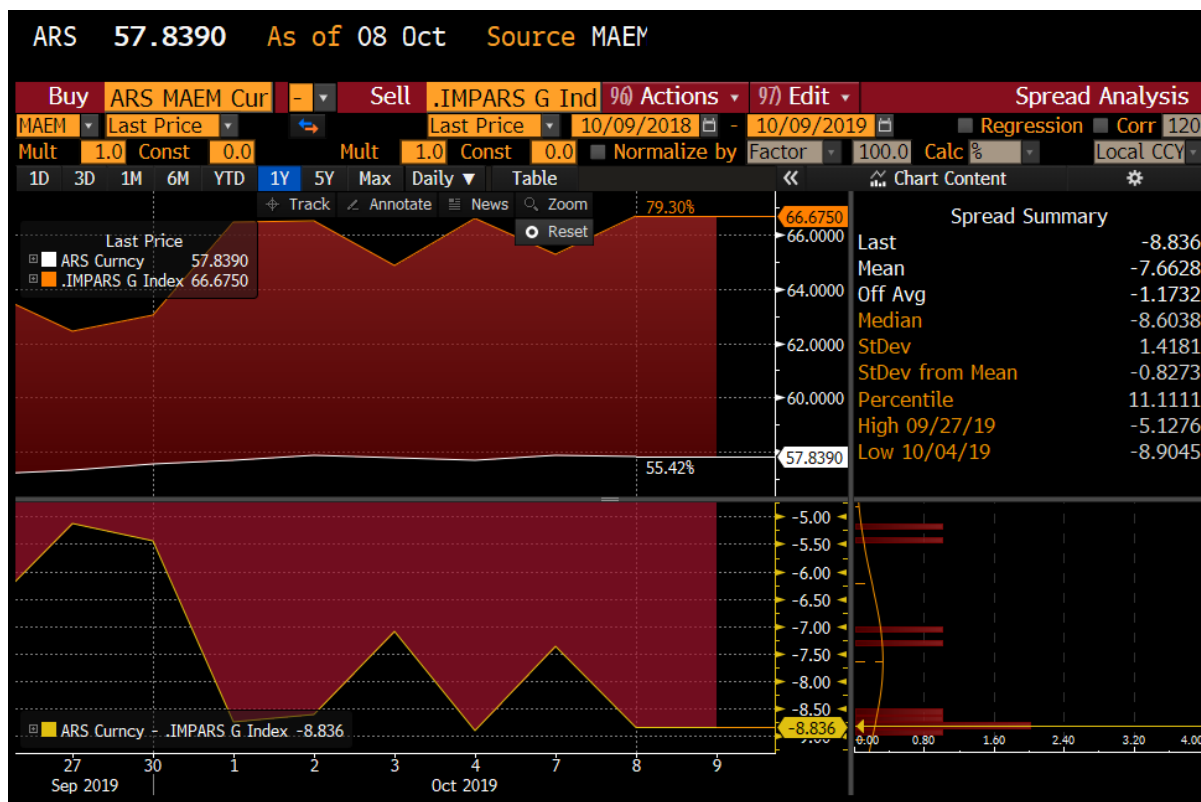 ARS 57.8390 As of 08 Oct Source MAEM
Buy ARS MAEM Cur - Sell .IMPARS G Ind 96) Actions 97) Edit Spread Analysis
MAEM Last Price Last Price 10/09/2018 - 10/09/2019 Regression Corr 120
Mult 1.0 Const 0.0 Mult 1.0 Const 0.0 Normalize by Factor 100.0 Calc % Local CCY
1D 3D 1M 6M YTD 1Y 5Y Max Daily ▼ Table « Chart Content
Track Annotate News Zoom
Reset
79.30%
66.6750
66.0000
64.0000
62.0000
60.0000
57.8390
55.42%
Last Price
ARS Curncy 57.8390
.IMPARS G Index 66.6750
Spread Summary
Last -8.836
Mean -7.6628
Off Avg -1.1732
Median -8.6038
StDev 1.4181
StDev from Mean -0.8273
Percentile 11.1111
High 09/27/19 -5.1276
Low 10/04/19 -8.9045
-5.00
-5.50
-6.00
-6.50
-7.00
-7.50
-8.00
-8.50
-8.836
ARS Curncy - .IMPARS G Index -8.836
0.00 0.80 1.60 2.40 3.20 4.00
27 30 1 2 3 4 7 8 9
Sep 2019 Oct 2019